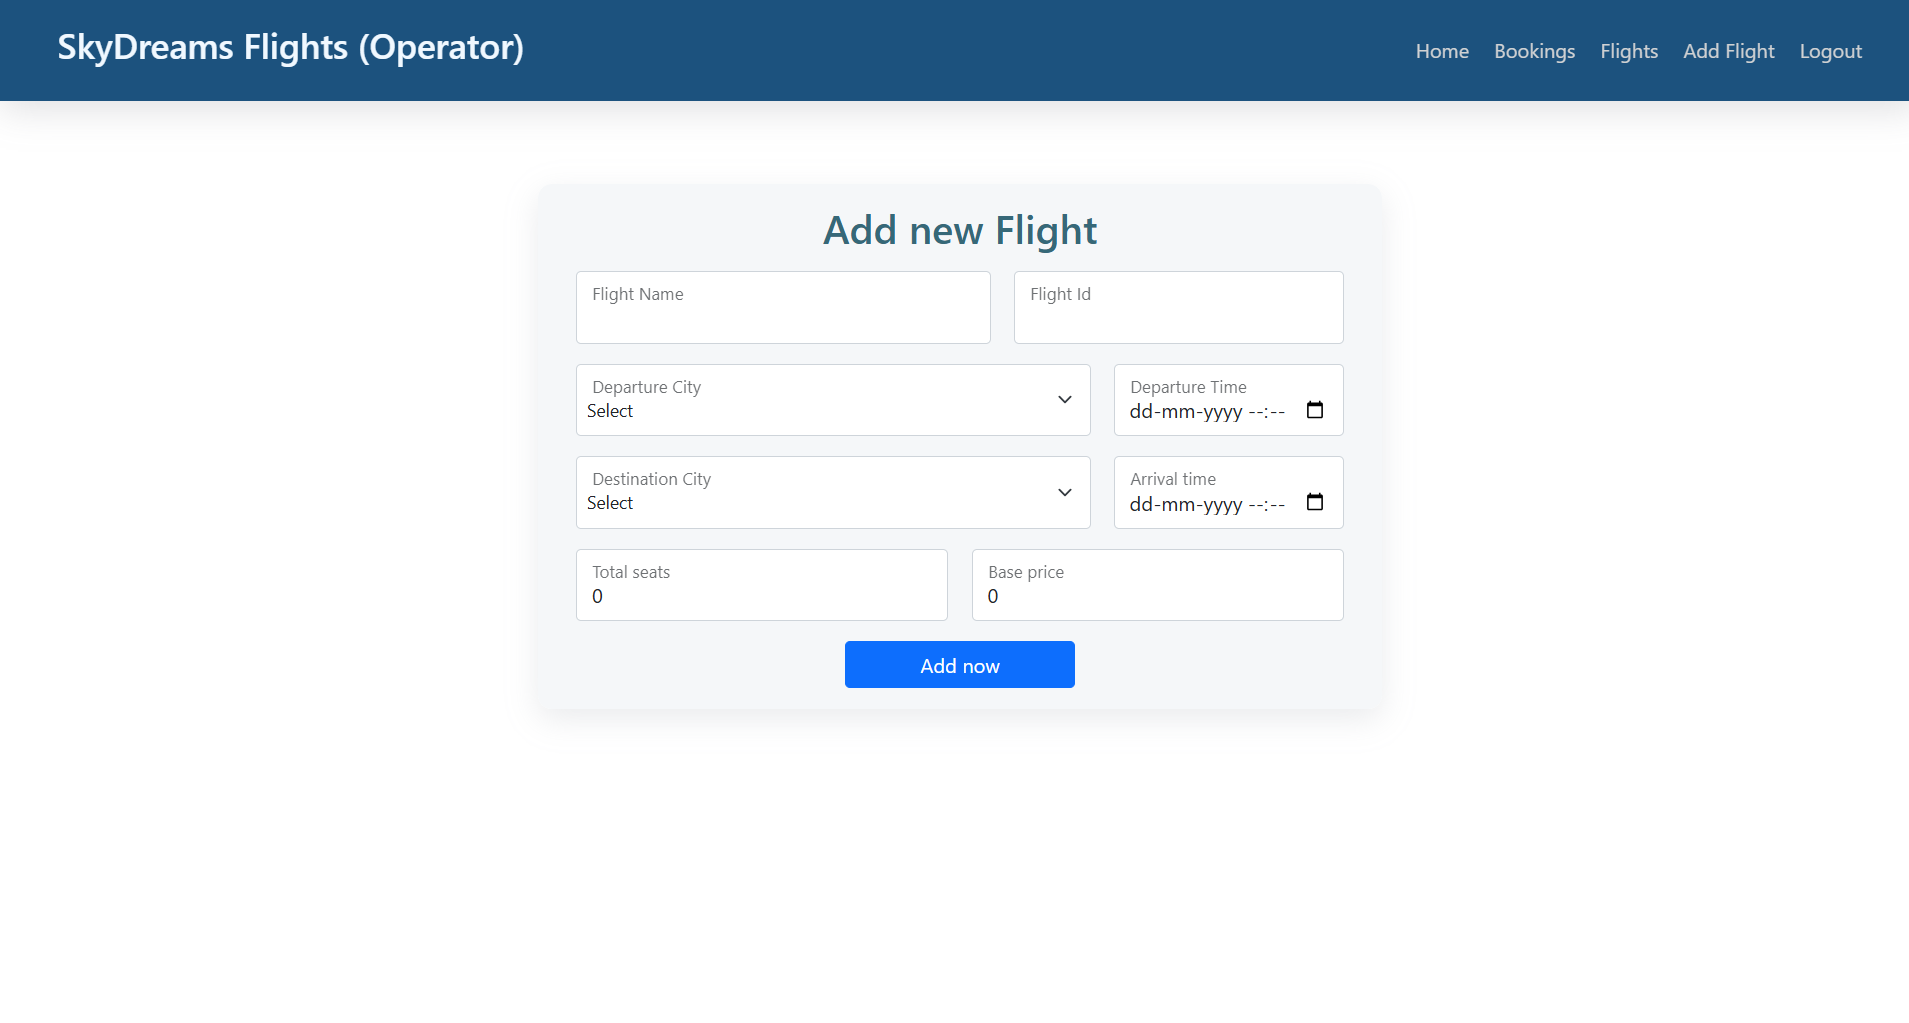 SkyDreams Flights (Operator)
Home Bookings Flights Add Flight Logout
Add new Flight
Flight Name Flight Id
Departure City Departure Time
Select dd-mm-yyyy --:--
Destination City Arrival time
Select dd-mm-yyyy --:--
Total seats Base price
0 0
Add now